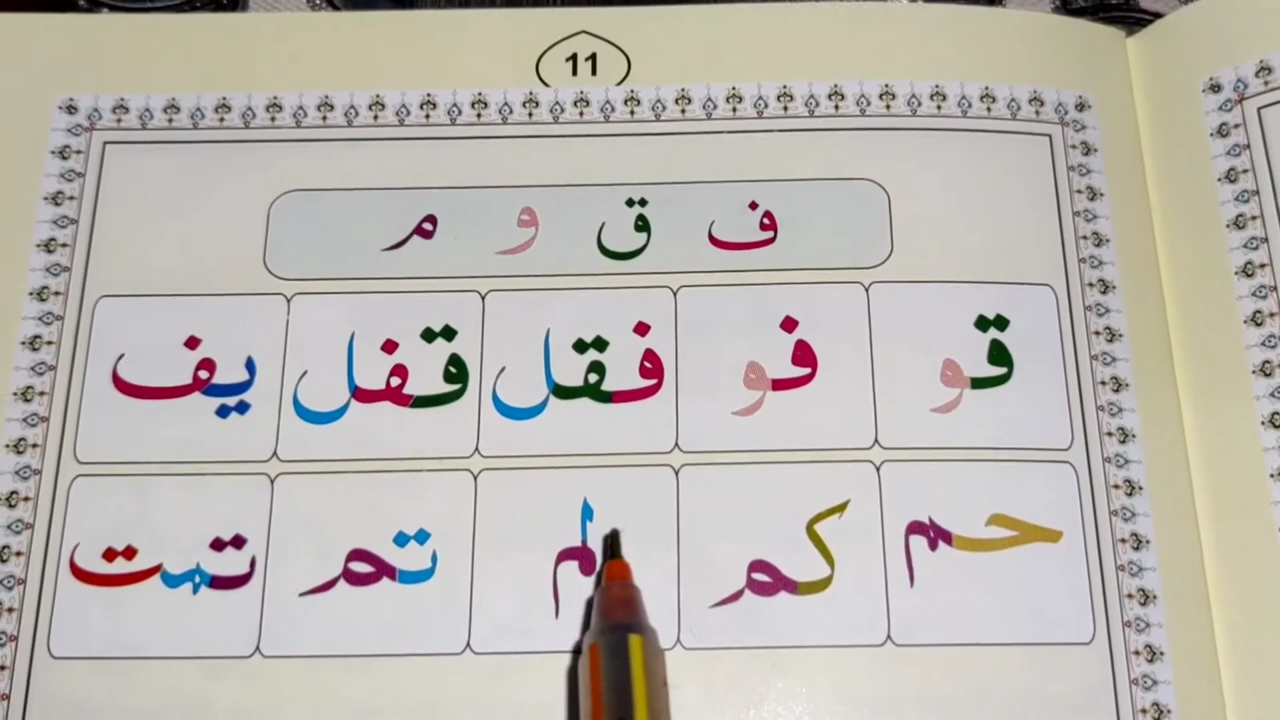 11
ف ق و م
قو فو فقل قفل يف
حم كم لم تم تمت